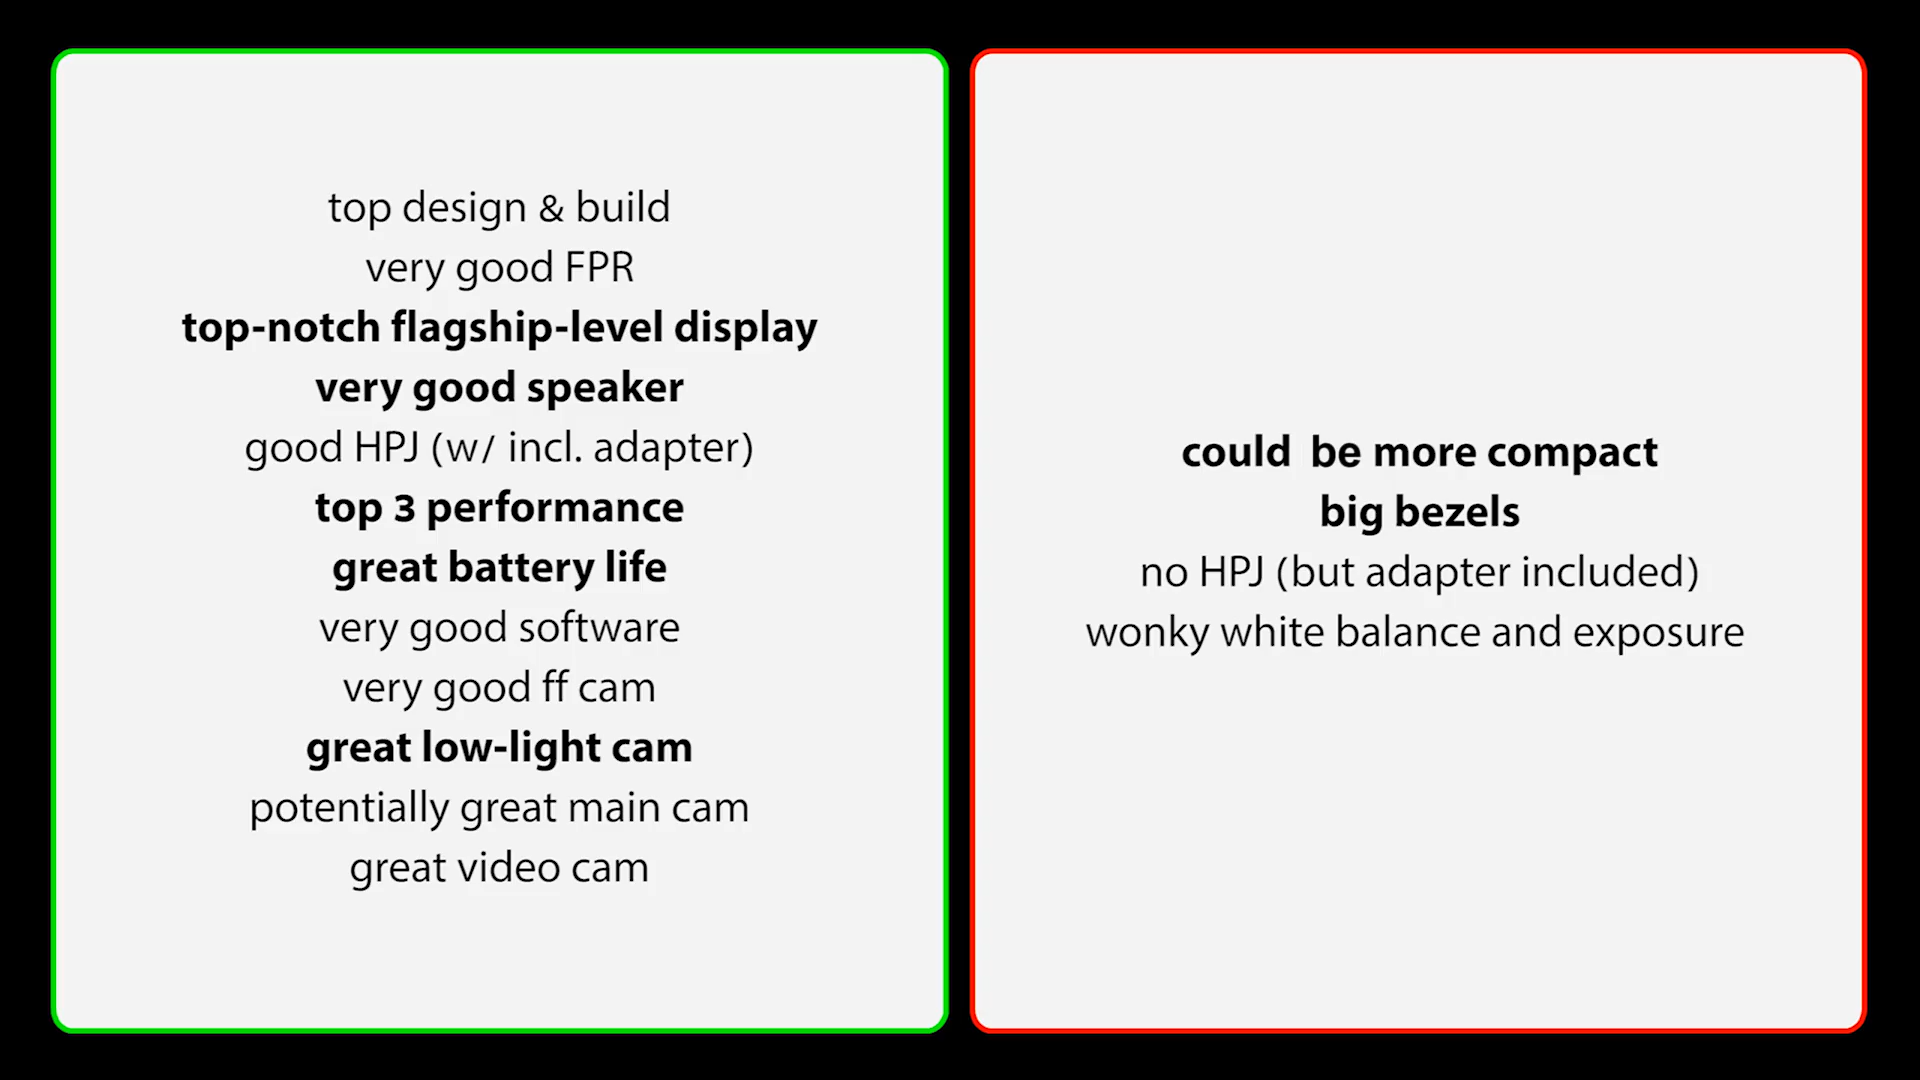 top design & build
very good FPR
top-notch flagship-level display
very good speaker
good HPJ (w/ incl. adapter)
top 3 performance
great battery life
very good software
very good ff cam
great low-light cam
potentially great main cam
great video cam
could be more compact
big bezels
no HPJ (but adapter included)
wonky white balance and exposure